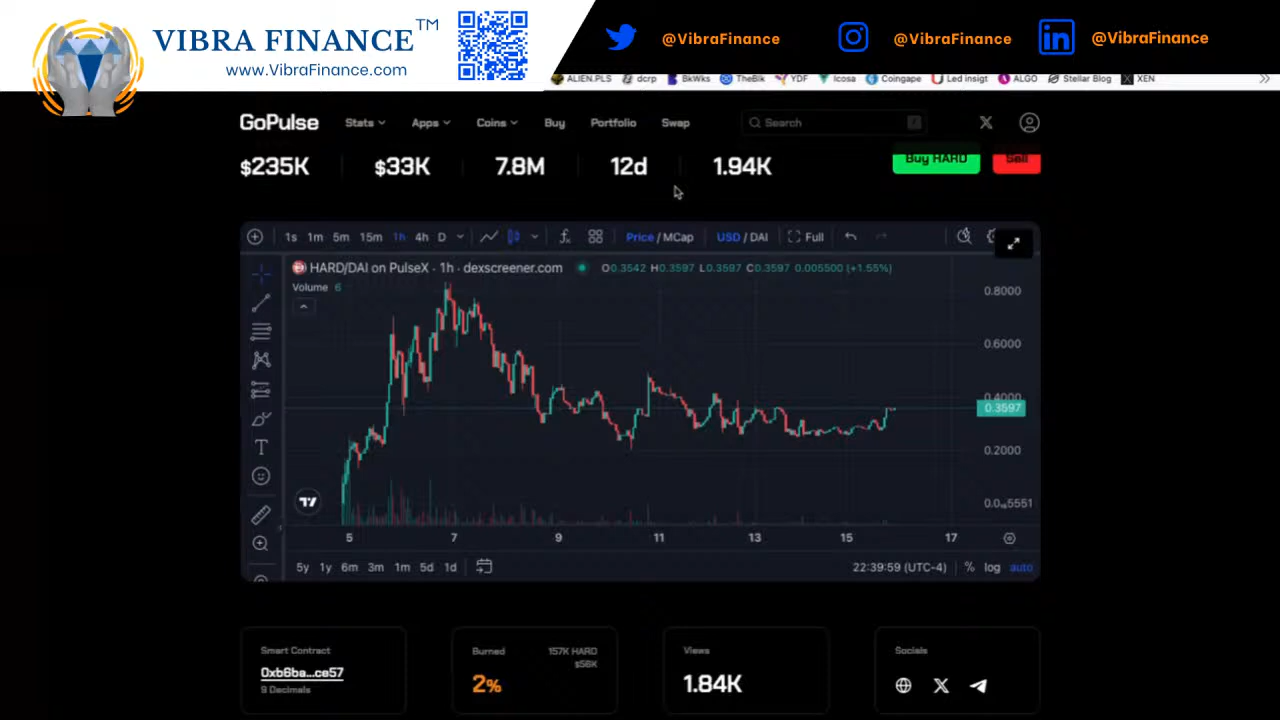 VIBRA FINANCE™
www.VibraFinance.com
@VibraFinance
@VibraFinance
@VibraFinance
ALIEN.PLS dcrp BkWks TheBlk YDF Icosa Coingape Led insigt ALGO Stellar Blog XEN
GoPulse Stats Apps Coins Buy Portfolio Swap Search /
$235K $33K 7.8M 12d 1.94K Buy HARD Sell
1s 1m 5m 15m 1h 4h D Price / MCap USD / DAI Full
HARD/DAI on PulseX · 1h · dexscreener.com O0.3542 H0.3597 L0.3597 C0.3597 0.005500 (+1.55%)
Volume 6
0.8000
0.6000
0.4000
0.3597
0.2000
5 7 9 11 13 15 17
5y 1y 6m 3m 1m 5d 1d 22:39:59 (UTC-4) % log auto
Smart Contract
0xb6ba...ce57
9 Decimals
Burned 157K HARD
$56K
2%
Views
1.84K
Socials